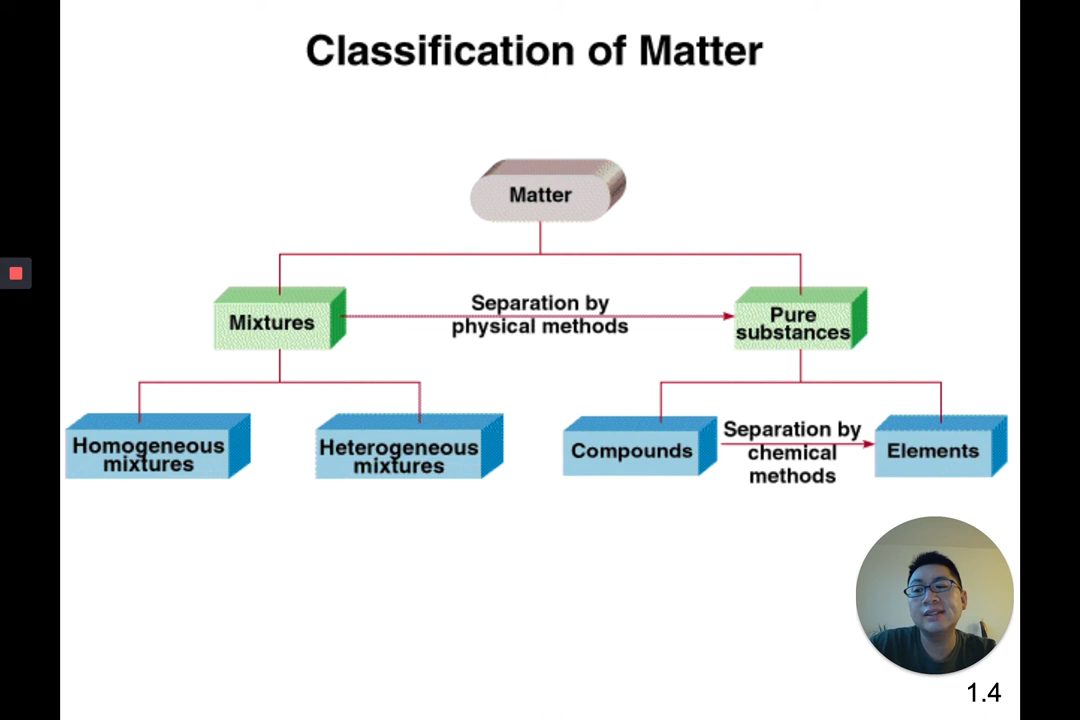 Classification of Matter
Matter
Mixtures
Separation by
physical methods
Pure
substances
Homogeneous
mixtures
Heterogeneous
mixtures
Compounds
Separation by
chemical
methods
Elements
1.4